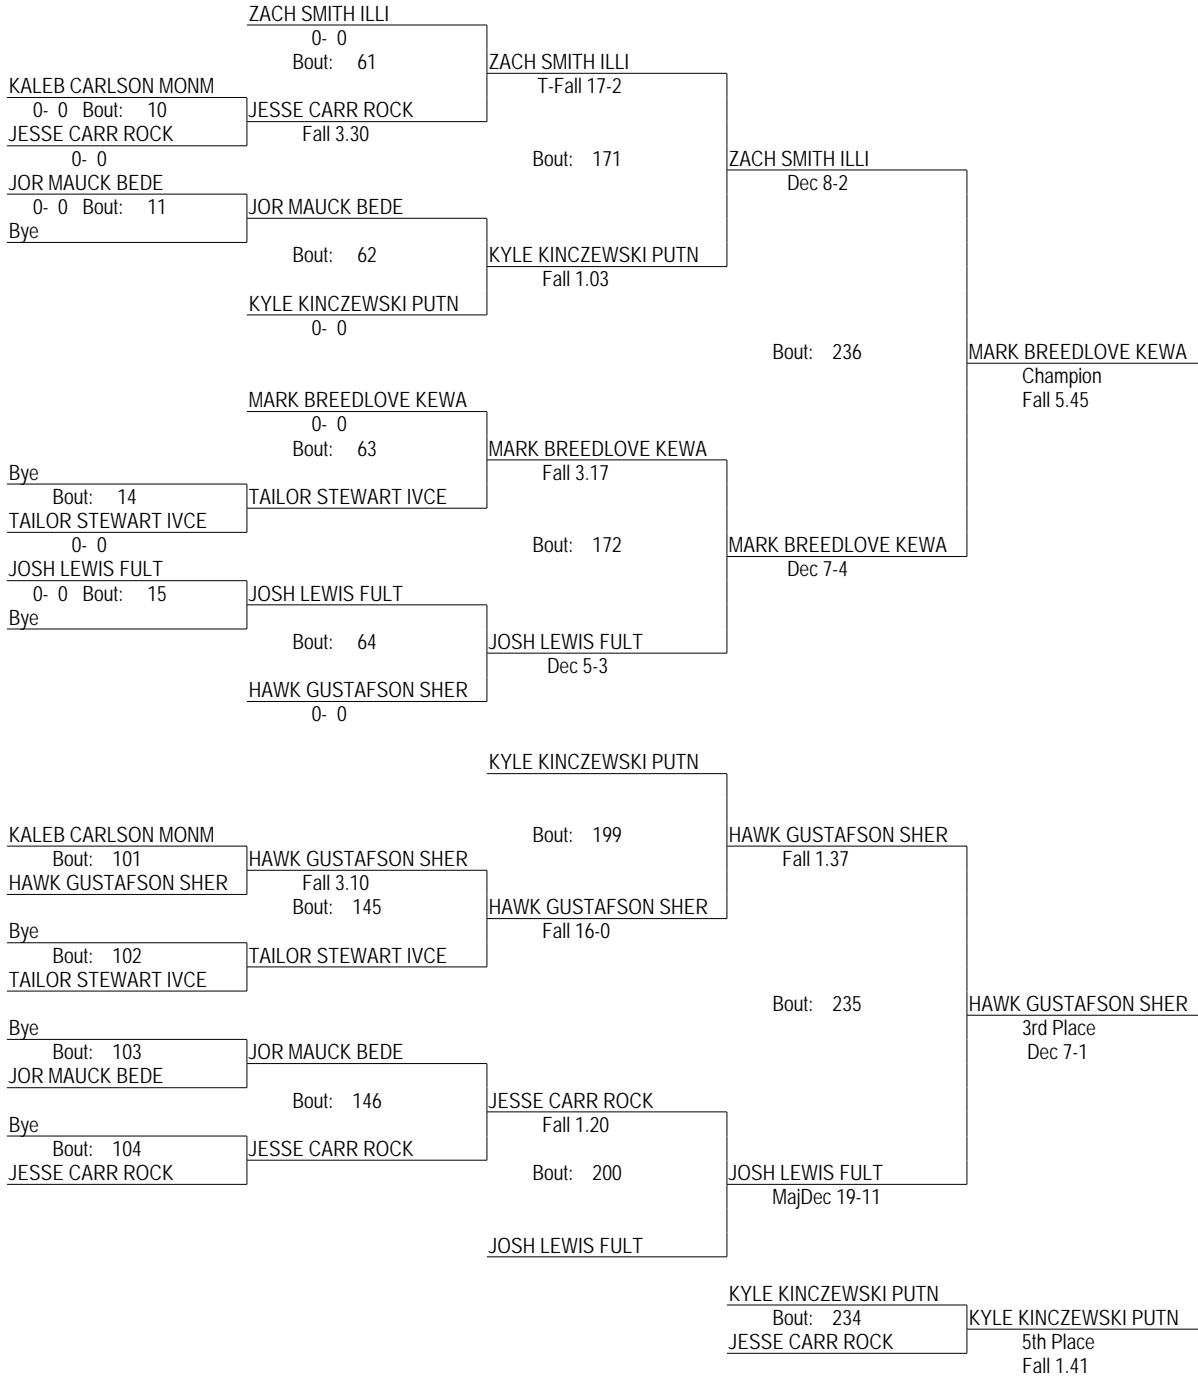 ZACH SMITH ILLI
0- 0
Bout: 61
ZACH SMITH ILLI
T-Fall 17-2
KALEB CARLSON MONM
0- 0 Bout: 10
JESSE CARR ROCK
Fall 3.30
JESSE CARR ROCK
0- 0
Bout: 171
ZACH SMITH ILLI
Dec 8-2
JOR MAUCK BEDE
0- 0 Bout: 11
JOR MAUCK BEDE
Bye
Bout: 62
KYLE KINCZEWSKI PUTN
Fall 1.03
KYLE KINCZEWSKI PUTN
0- 0
Bout: 236
MARK BREEDLOVE KEWA
Champion
Fall 5.45
MARK BREEDLOVE KEWA
0- 0
Bout: 63
MARK BREEDLOVE KEWA
Fall 3.17
Bye
Bout: 14
TAILOR STEWART IVCE
TAILOR STEWART IVCE
0- 0
Bout: 172
MARK BREEDLOVE KEWA
Dec 7-4
JOSH LEWIS FULT
0- 0 Bout: 15
JOSH LEWIS FULT
Bye
Bout: 64
JOSH LEWIS FULT
Dec 5-3
HAWK GUSTAFSON SHER
0- 0
KYLE KINCZEWSKI PUTN
KALEB CARLSON MONM
Bout: 199
HAWK GUSTAFSON SHER
Fall 1.37
Bout: 101
HAWK GUSTAFSON SHER
Fall 3.10
HAWK GUSTAFSON SHER
Bout: 145
HAWK GUSTAFSON SHER
Fall 16-0
Bye
Bout: 102
TAILOR STEWART IVCE
TAILOR STEWART IVCE
Bout: 235
HAWK GUSTAFSON SHER
3rd Place
Dec 7-1
Bye
Bout: 103
JOR MAUCK BEDE
JOR MAUCK BEDE
Bout: 146
JESSE CARR ROCK
Fall 1.20
Bye
Bout: 104
JESSE CARR ROCK
JESSE CARR ROCK
Bout: 200
JOSH LEWIS FULT
MajDec 19-11
JOSH LEWIS FULT
KYLE KINCZEWSKI PUTN
Bout: 234
KYLE KINCZEWSKI PUTN
JESSE CARR ROCK
5th Place
Fall 1.41